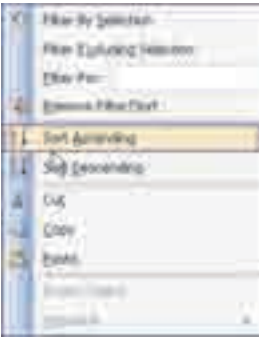 Filter By Selection
Filter Excluding Selection
Filter For:
Remove Filter/Sort
Sort Ascending
Sort Descending
Cut
Copy
Paste